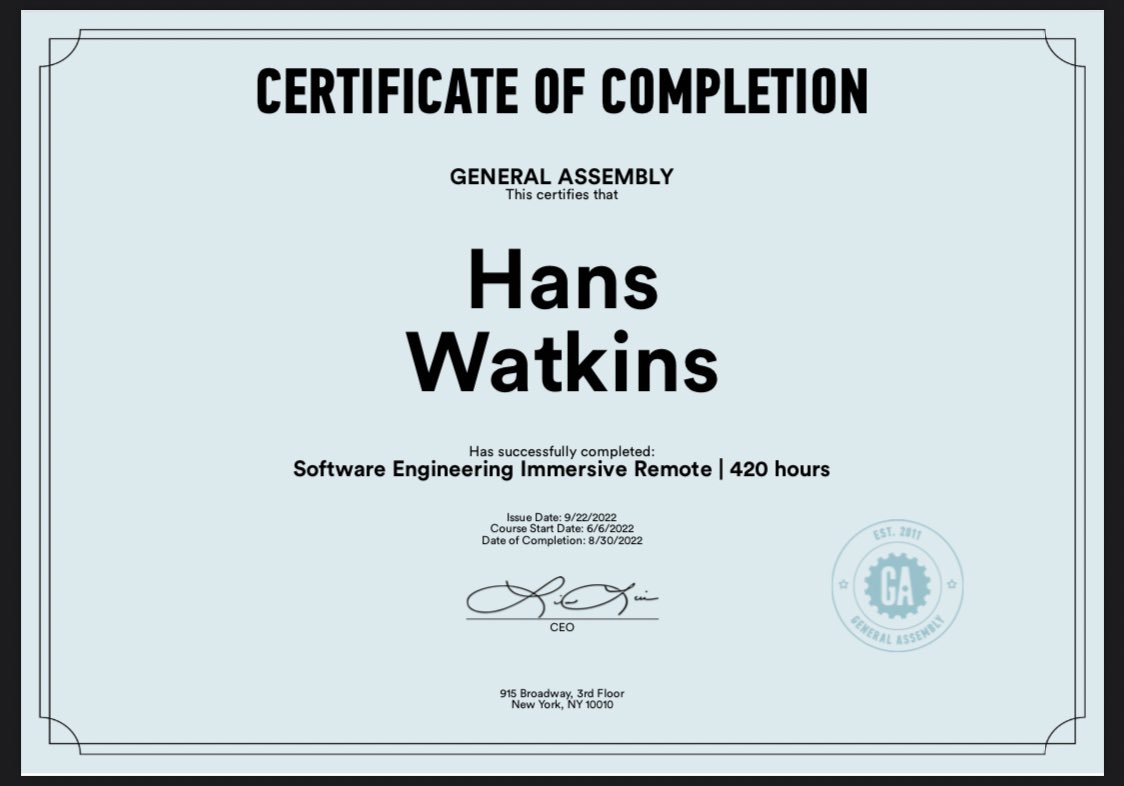 CERTIFICATE OF COMPLETION
GENERAL ASSEMBLY
This certifies that
Hans
Watkins
Has successfully completed:
Software Engineering Immersive Remote | 420 hours
Issue Date: 9/22/2022
Course Start Date: 6/6/2022
Date of Completion: 8/30/2022
CEO
EST. 2011
GA
GENERAL ASSEMBLY
915 Broadway, 3rd Floor
New York, NY 10010